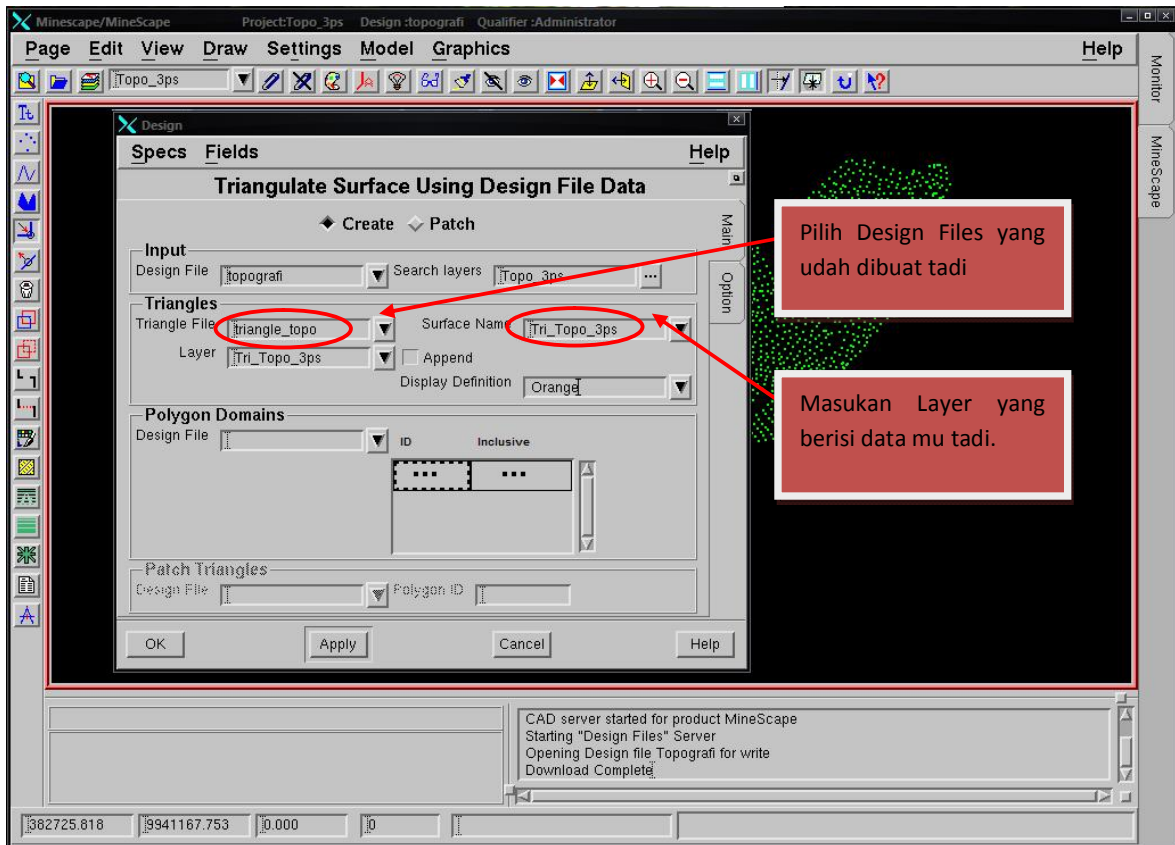 Minescape/MineScape Project:Topo_3ps Design :topografi Qualifier :Administrator
Page Edit View Draw Settings Model Graphics Help
Topo_3ps
Monitor
MineScape
Design
Specs Fields Help
Triangulate Surface Using Design File Data
Create Patch
Main
Option
Input
Design File topografi Search layers Topo_3ps ...
Triangles
Triangle File triangle_topo Surface Name Tri_Topo_3ps
Layer Tri_Topo_3ps Append
Display Definition Orange
Polygon Domains
Design File ID Inclusive
... ...
Patch Triangles
Design File Polygon ID
OK Apply Cancel Help
Pilih Design Files yang
udah dibuat tadi
Masukan Layer yang
berisi data mu tadi.
CAD server started for product MineScape
Starting "Design Files" Server
Opening Design file Topografi for write
Download Complete
382725.818 9941167.753 0.000 0